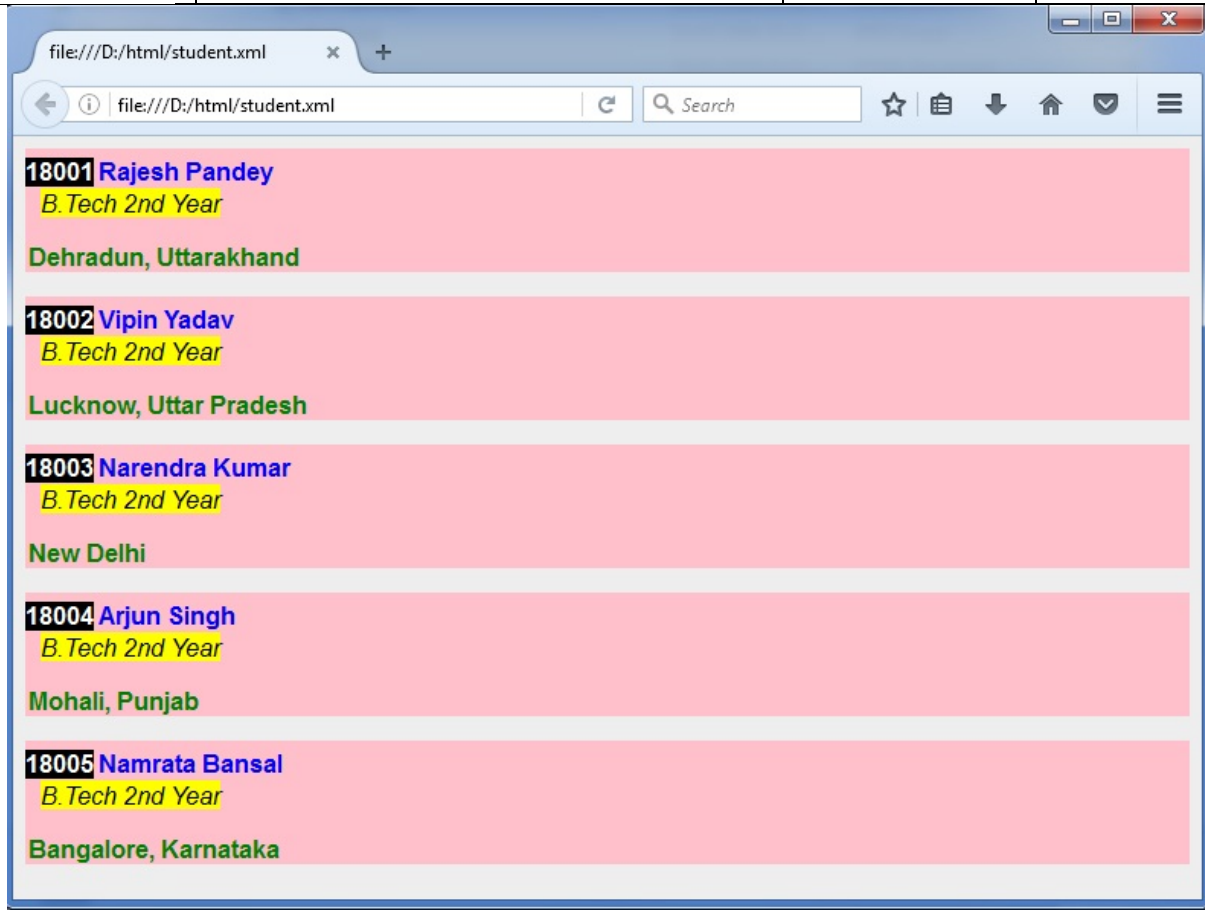 file:///D:/html/student.xml
file:///D:/html/student.xml
Search
18001 Rajesh Pandey
B.Tech 2nd Year
Dehradun, Uttarakhand
18002 Vipin Yadav
B.Tech 2nd Year
Lucknow, Uttar Pradesh
18003 Narendra Kumar
B.Tech 2nd Year
New Delhi
18004 Arjun Singh
B.Tech 2nd Year
Mohali, Punjab
18005 Namrata Bansal
B.Tech 2nd Year
Bangalore, Karnataka